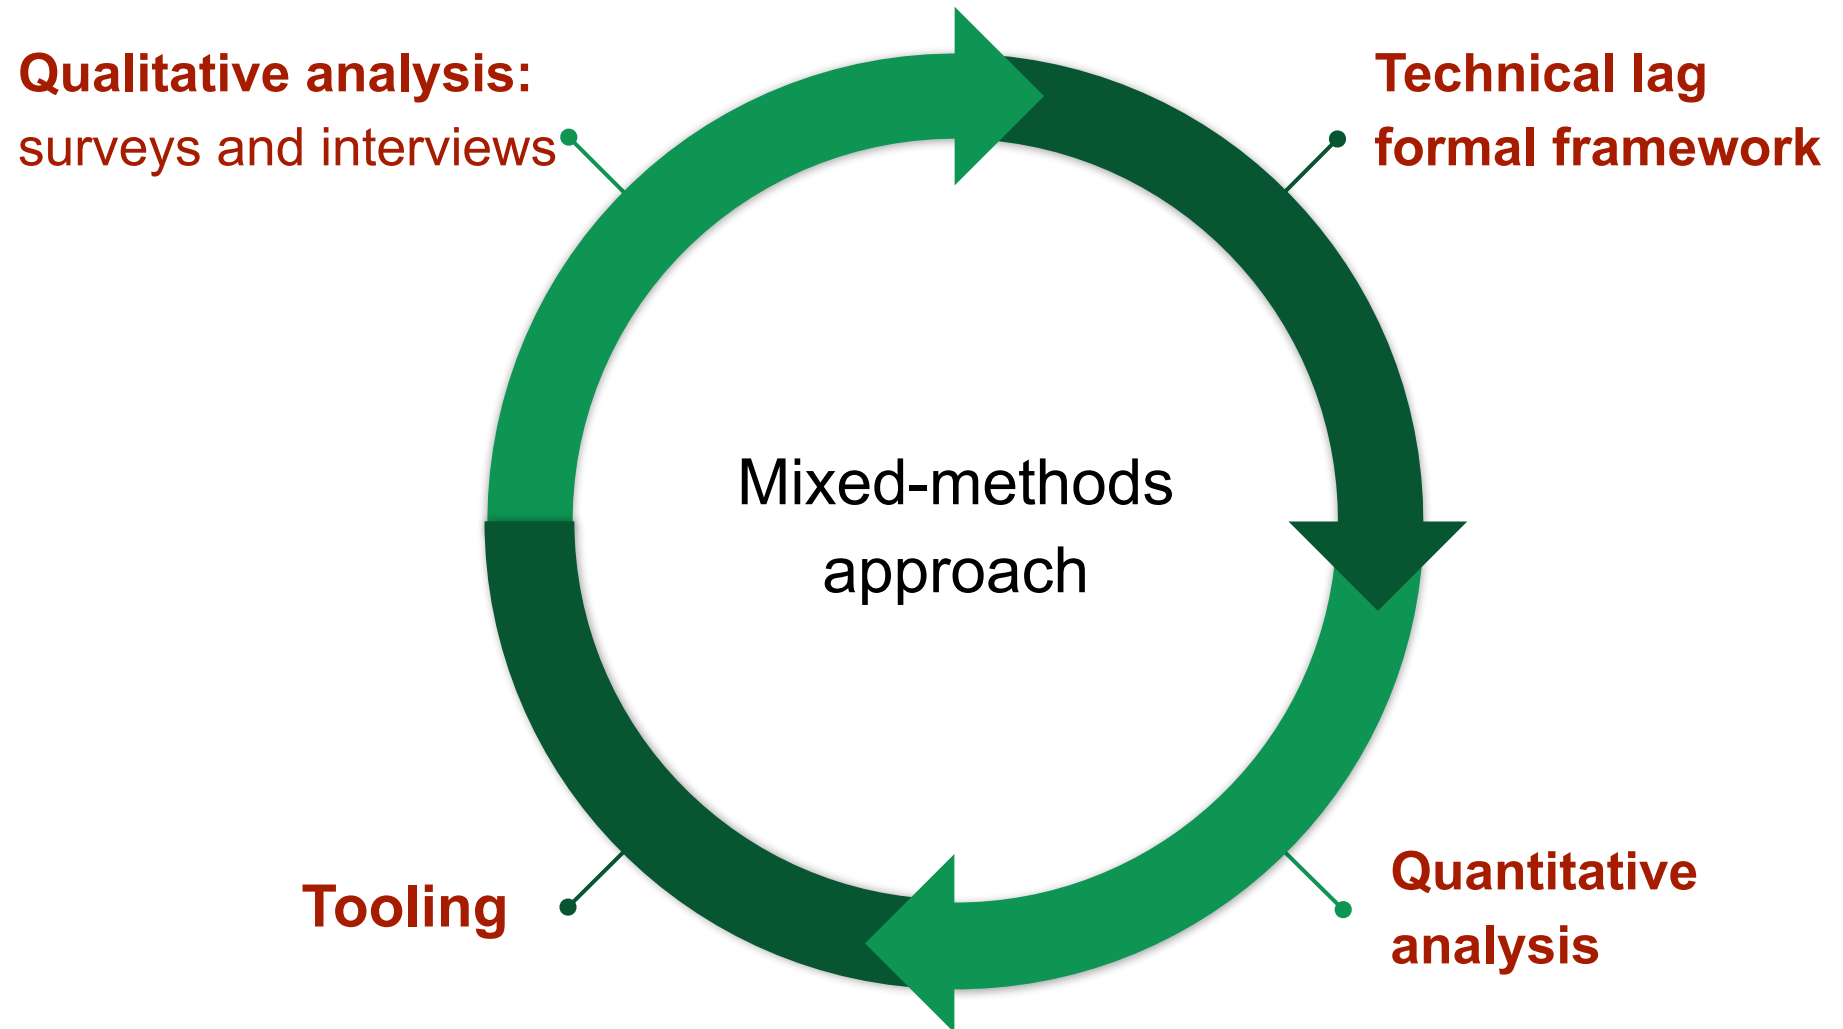 Qualitative analysis:
surveys and interviews
Technical lag
formal framework
Mixed-methods
approach
Tooling
Quantitative
analysis